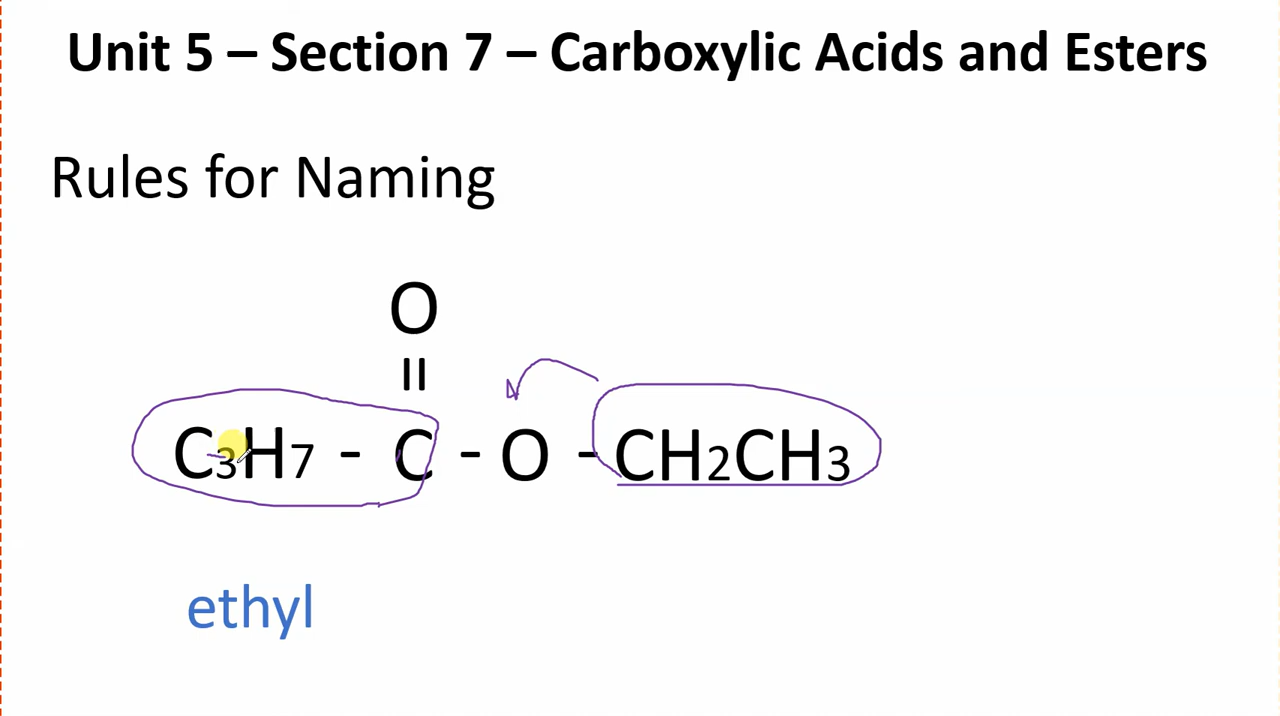 Unit 5 – Section 7 – Carboxylic Acids and Esters
Rules for Naming
O
||
C3H7 - C - O - CH2CH3
ethyl